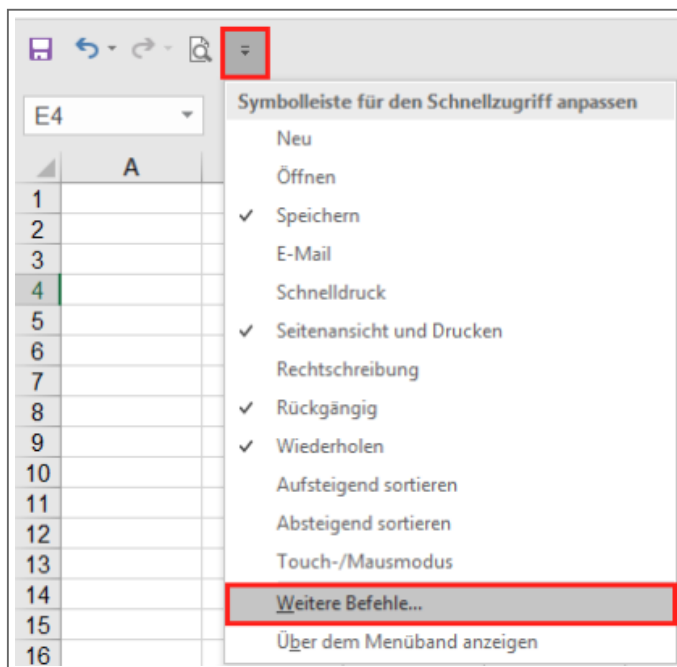 E4
Symbolleiste für den Schnellzugriff anpassen
Neu
Öffnen
Speichern
E-Mail
Schnelldruck
Seitenansicht und Drucken
Rechtschreibung
Rückgängig
Wiederholen
Aufsteigend sortieren
Absteigend sortieren
Touch-/Mausmodus
Weitere Befehle...
Über dem Menüband anzeigen
A
1
2
3
4
5
6
7
8
9
10
11
12
13
14
15
16